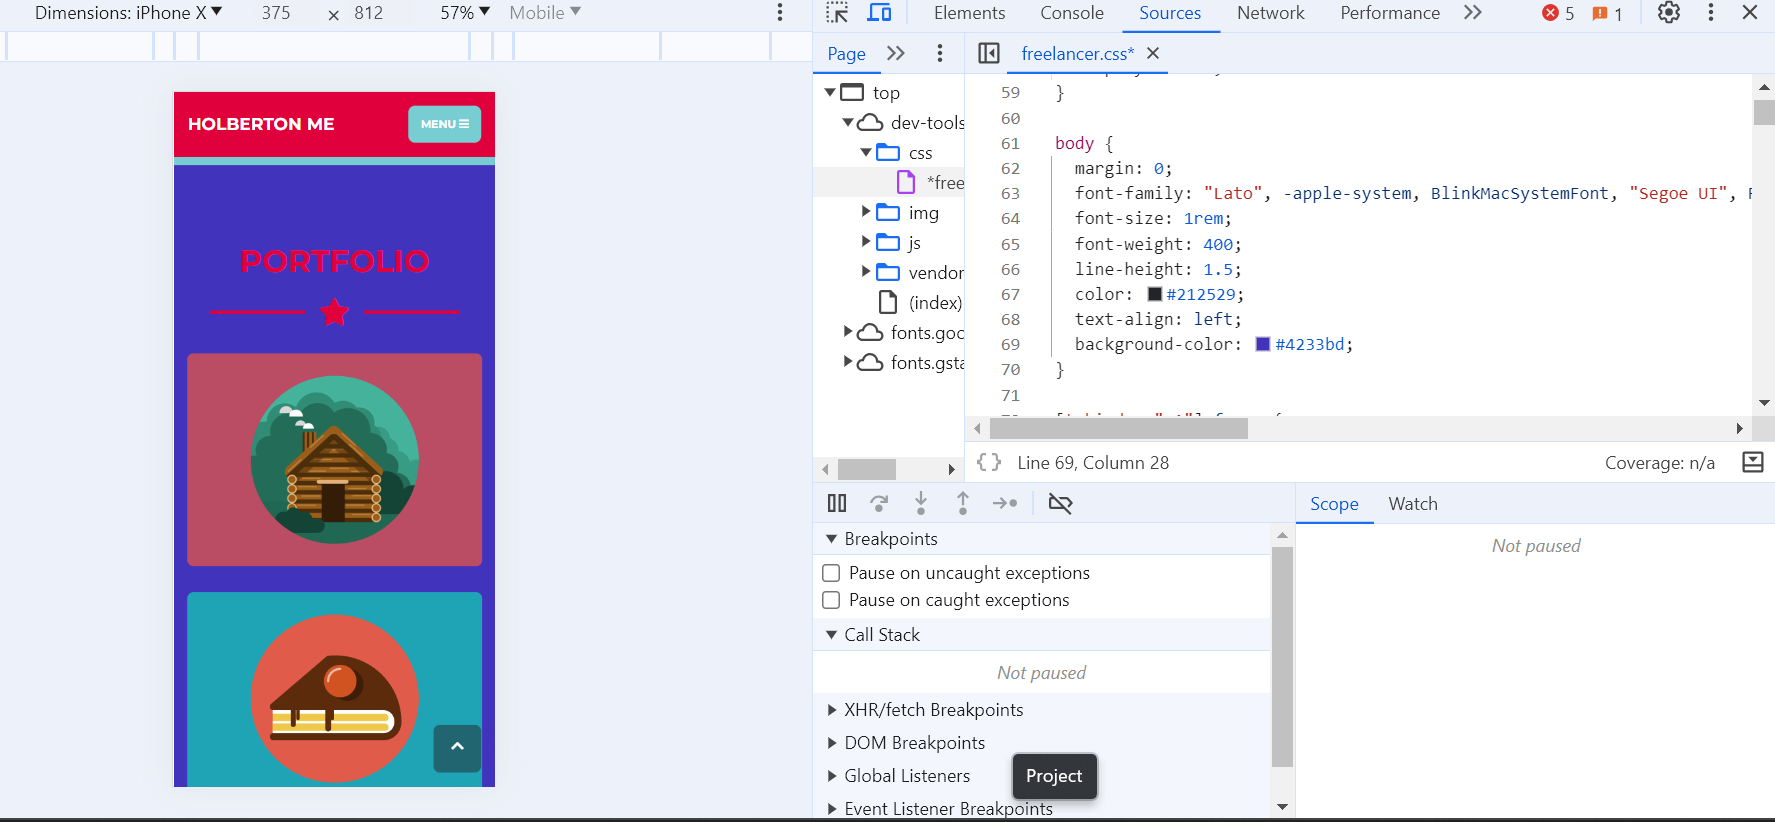 Dimensions: iPhone X 375 × 812 57% Mobile
Elements Console Sources Network Performance 5 1
Page
freelancer.css*
HOLBERTON ME
MENU
PORTFOLIO
top
dev-tools
css
*free
img
js
vendor
(index)
fonts.goo
fonts.gsta
59 }
60
61 body {
62 margin: 0;
63 font-family: "Lato", -apple-system, BlinkMacSystemFont, "Segoe UI",
64 font-size: 1rem;
65 font-weight: 400;
66 line-height: 1.5;
67 color: #212529;
68 text-align: left;
69 background-color: #4233bd;
70 }
71
{} Line 69, Column 28 Coverage: n/a
Breakpoints
Pause on uncaught exceptions
Pause on caught exceptions
Call Stack
Not paused
XHR/fetch Breakpoints
DOM Breakpoints
Global Listeners
Event Listener Breakpoints
Project
Scope Watch
Not paused